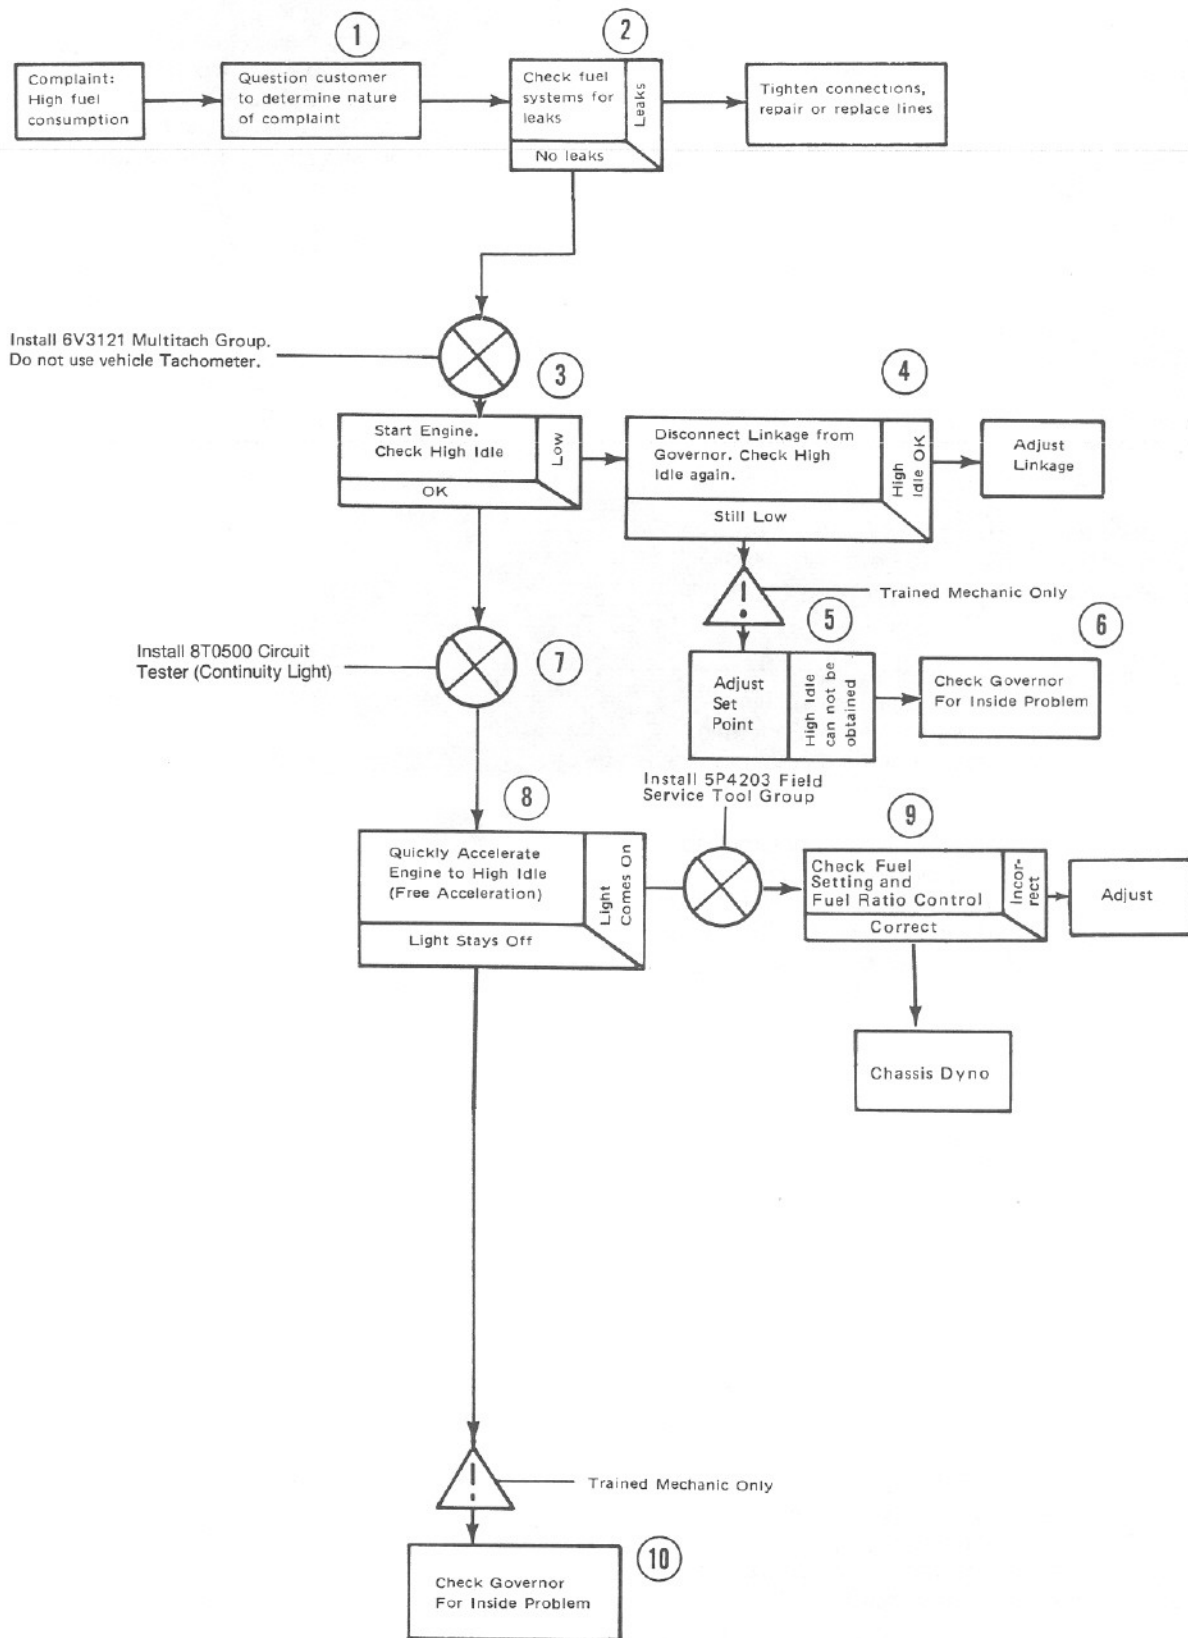 1
2
Complaint:
High fuel
consumption
Question customer
to determine nature
of complaint
Check fuel
systems for
leaks
Leaks
No leaks
Tighten connections,
repair or replace lines
Install 6V3121 Multitach Group.
Do not use vehicle Tachometer.
3
4
Start Engine.
Check High Idle
Low
OK
Disconnect Linkage from
Governor. Check High
Idle again.
High
Idle OK
Still Low
Adjust
Linkage
Trained Mechanic Only
5
6
Install 8T0500 Circuit
Tester (Continuity Light)
7
Adjust
Set
Point
High Idle
can not be
obtained
Check Governor
For Inside Problem
Install 5P4203 Field
Service Tool Group
8
9
Quickly Accelerate
Engine to High Idle
(Free Acceleration)
Light
Comes On
Light Stays Off
Check Fuel
Setting and
Fuel Ratio Control
Incor-
rect
Correct
Adjust
Chassis Dyno
Trained Mechanic Only
10
Check Governor
For Inside Problem